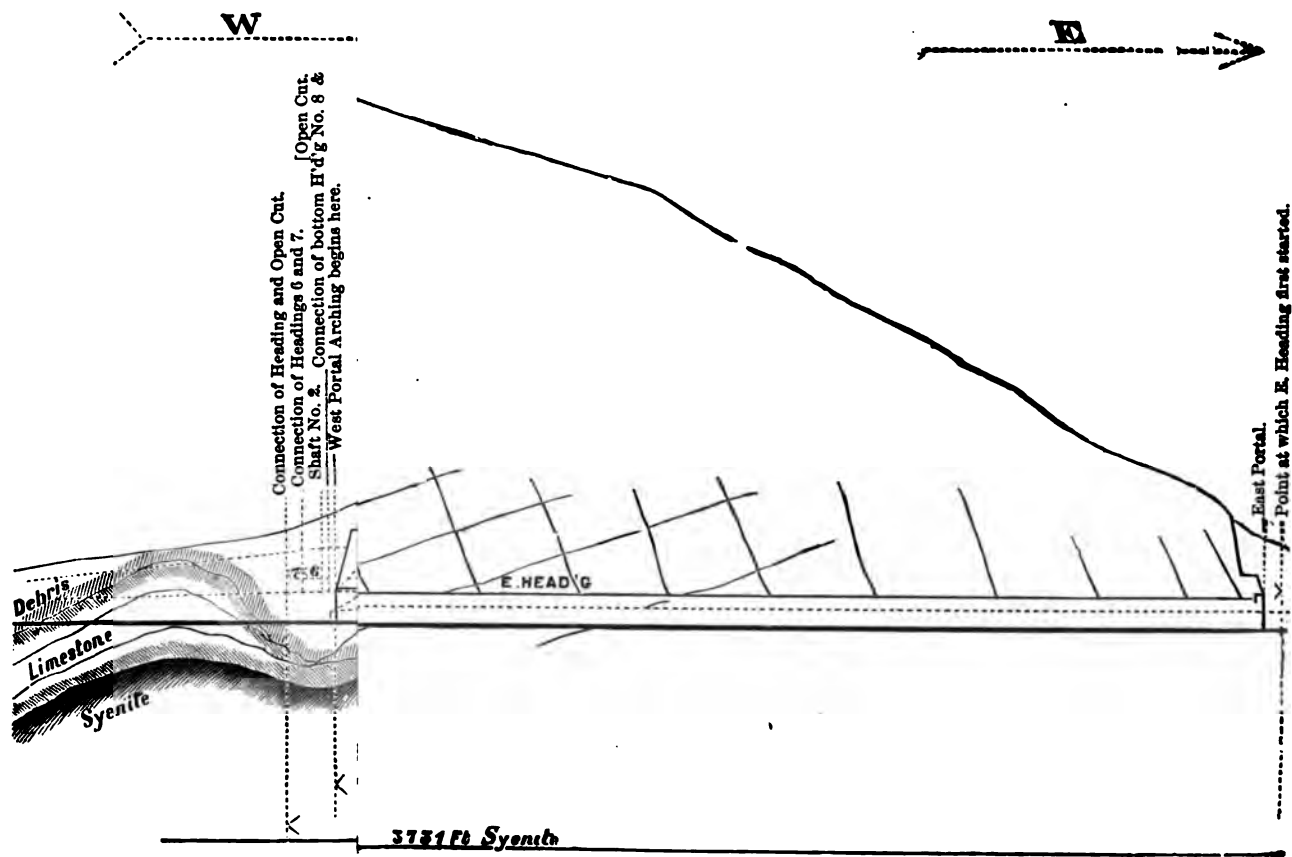 W
E
Connection of Heading and Open Cut.
Connection of Headings 6 and 7.
[Open Cut.
Shaft No. 2. Connection of bottom H'd'g No. 8 &
West Portal Arching begins here.
East Portal.
Point at which E. Heading first started.
E. HEAD'G
Debris
Limestone
Syenite
3731 Ft Syenite